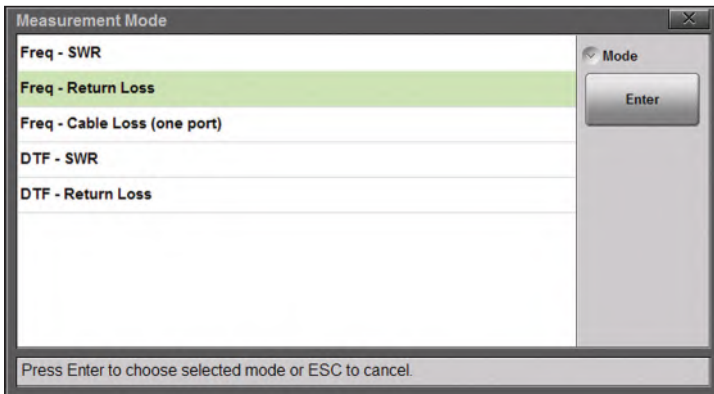 Measurement Mode
Freq - SWR
Mode
Freq - Return Loss
Enter
Freq - Cable Loss (one port)
DTF - SWR
DTF - Return Loss
Press Enter to choose selected mode or ESC to cancel.